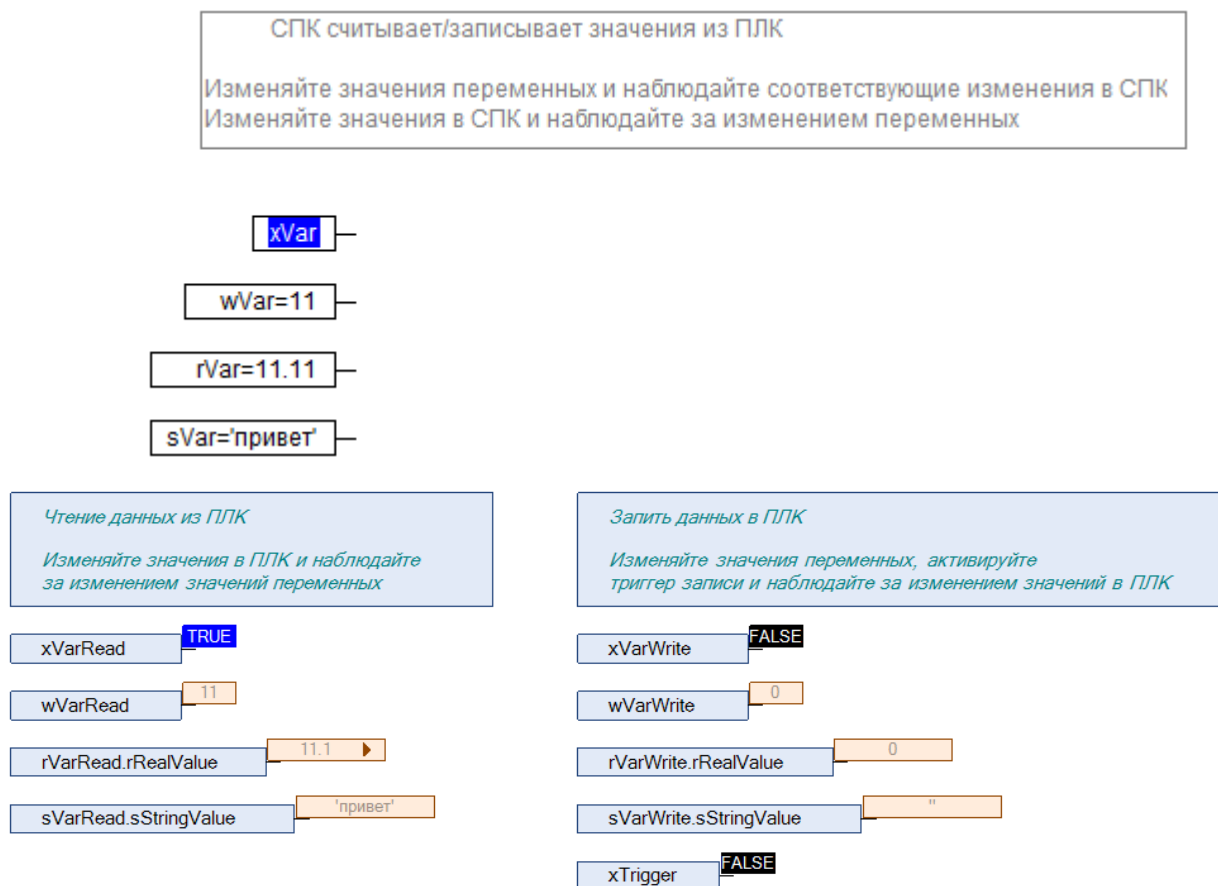 СПК считывает/записывает значения из ПЛК
Изменяйте значения переменных и наблюдайте соответствующие изменения в СПК
Изменяйте значения в СПК и наблюдайте за изменением переменных
xVar
wVar=11
rVar=11.11
sVar='привет'
Чтение данных из ПЛК
Изменяйте значения в ПЛК и наблюдайте
за изменением значений переменных
xVarRead TRUE
wVarRead 11
rVarRead.rRealValue 11.1
sVarRead.sStringValue 'привет'
Запить данных в ПЛК
Изменяйте значения переменных, активируйте
триггер записи и наблюдайте за изменением значений в ПЛК
xVarWrite FALSE
wVarWrite 0
rVarWrite.rRealValue 0
sVarWrite.sStringValue ''
xTrigger FALSE